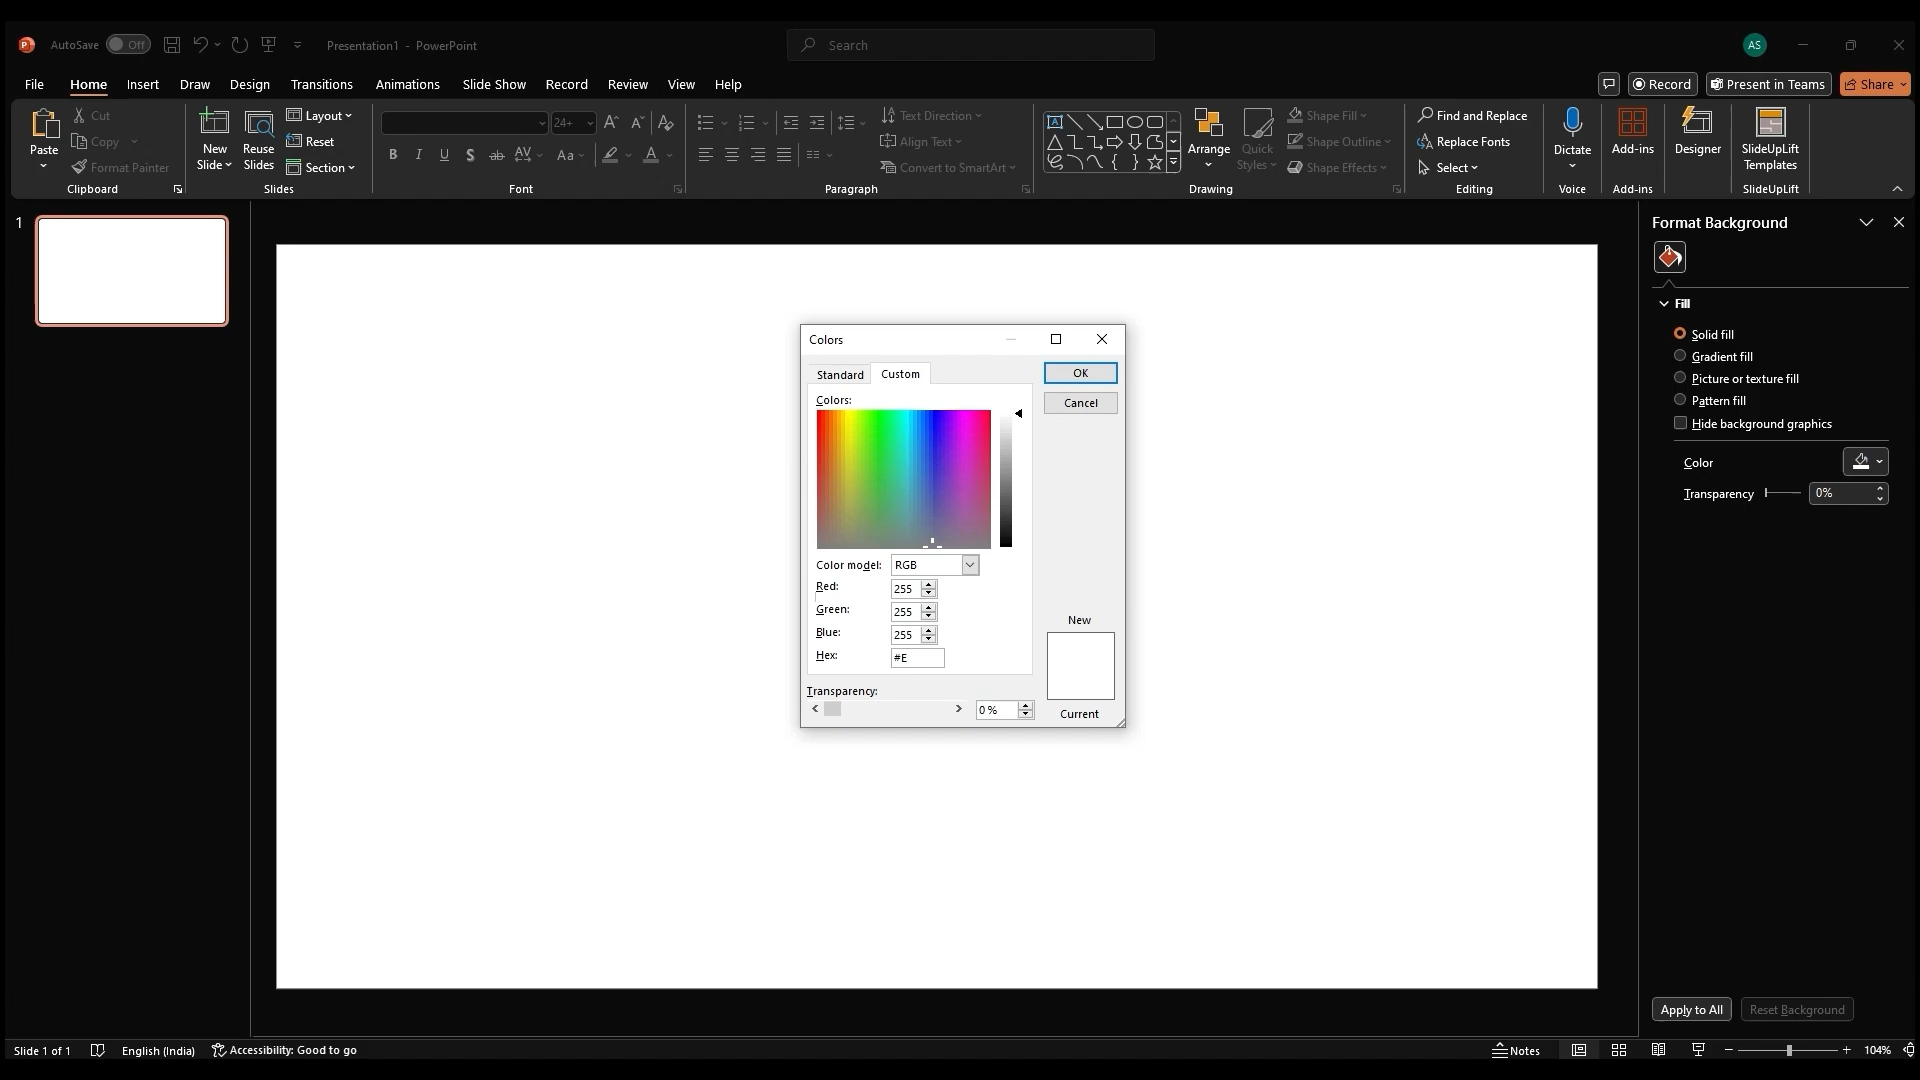 AutoSave Off Presentation1 - PowerPoint Search AS
File Home Insert Draw Design Transitions Animations Slide Show Record Review View Help Record Present in Teams Share
Paste Cut Copy Format Painter Clipboard
New Slide Reuse Slides Layout Reset Section Slides
24+ B I U S ab AV Aa A Font
Text Direction Align Text Convert to SmartArt Paragraph
Arrange Quick Styles Shape Fill Shape Outline Shape Effects Drawing
Find and Replace Replace Fonts Select Editing
Dictate Voice
Add-ins Add-ins
Designer
SlideUpLift Templates SlideUpLift
1
Colors
Standard Custom OK
Cancel
Colors:
Color model: RGB
Red: 255
Green: 255
Blue: 255
Hex: #E
New
Transparency:
0 %
Current
Format Background
Fill
Solid fill
Gradient fill
Picture or texture fill
Pattern fill
Hide background graphics
Color
Transparency 0%
Apply to All Reset Background
Slide 1 of 1 English (India) Accessibility: Good to go Notes 104%